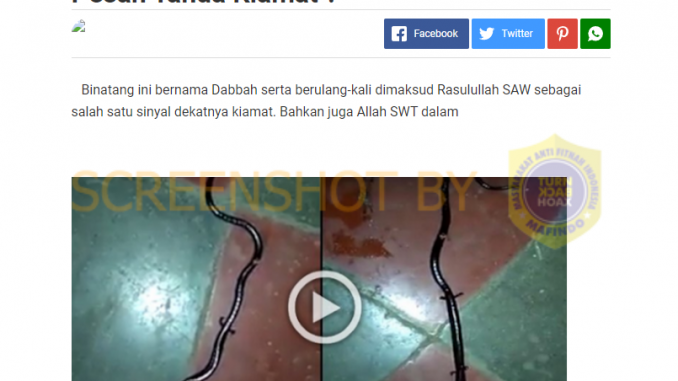 Pesan Tanda Kiamat !
Facebook
Twitter
Binatang ini bernama Dabbah serta berulang-kali dimaksud Rasulullah SAW sebagai
salah satu sinyal dekatnya kiamat. Bahkan juga Allah SWT dalam
SCREENSHOT BY
MASYARAKAT ANTI FITNAH INDONESIA
TURN
BACK
HOAX
MAFINDO